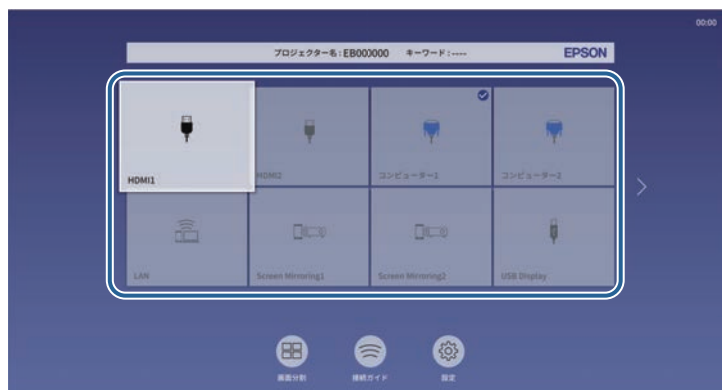 00:00
プロジェクター名 : EB000000 キーワード : ---- EPSON
HDMI1 HDMI2 コンピューター1 コンピューター2
LAN Screen Mirroring1 Screen Mirroring2 USB Display
画面分割 接続ガイド 設定